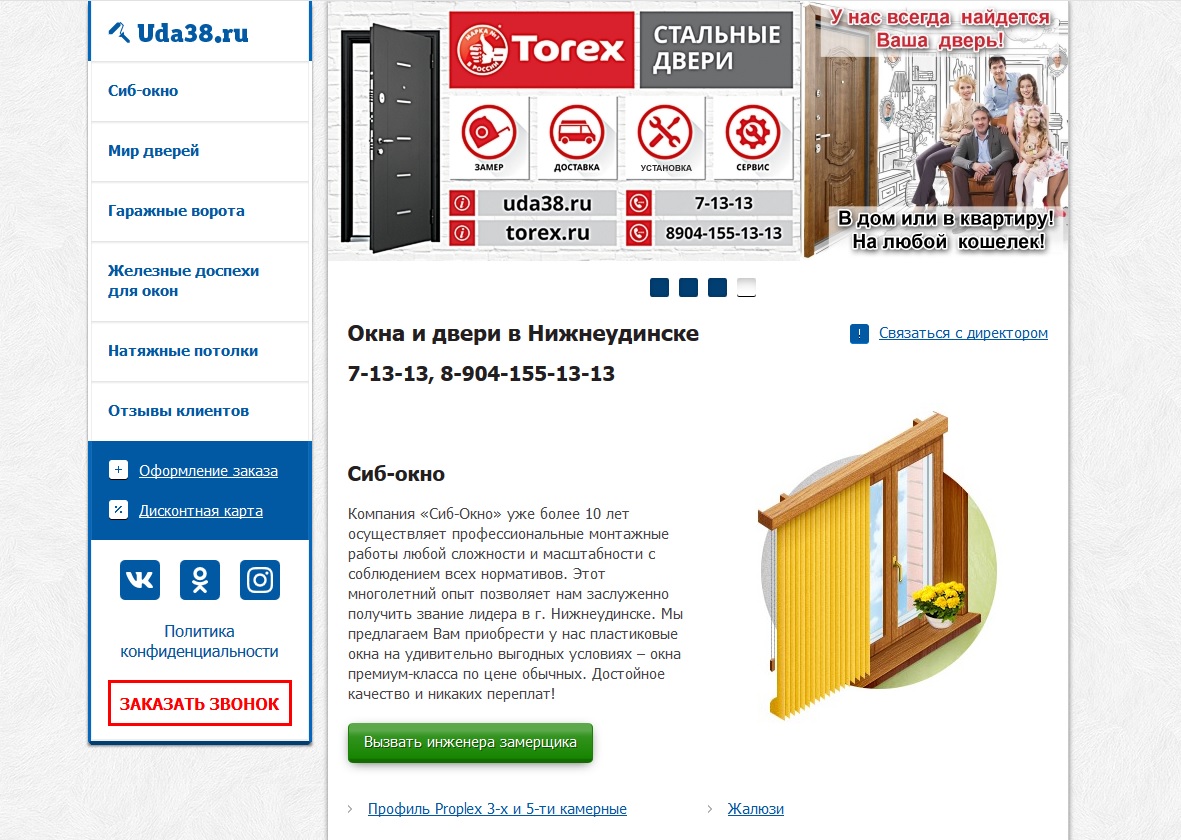 Uda38.ru
Сиб-окно
Мир дверей
Гаражные ворота
Железные доспехи
для окон
Натяжные потолки
Отзывы клиентов
Оформление заказа
Дисконтная карта
Политика
конфиденциальности
ЗАКАЗАТЬ ЗВОНОК
МАРКА №1
В РОССИИ
Torex
СТАЛЬНЫЕ
ДВЕРИ
ЗАМЕР
ДОСТАВКА
УСТАНОВКА
СЕРВИС
uda38.ru
7-13-13
torex.ru
8904-155-13-13
У нас всегда найдется
Ваша дверь!
В дом или в квартиру!
На любой кошелек!
Окна и двери в Нижнеудинске
Связаться с директором
7-13-13, 8-904-155-13-13
Сиб-окно
Компания «Сиб-Окно» уже более 10 лет
осуществляет профессиональные монтажные
работы любой сложности и масштабности с
соблюдением всех нормативов. Этот
многолетний опыт позволяет нам заслуженно
получить звание лидера в г. Нижнеудинске. Мы
предлагаем Вам приобрести у нас пластиковые
окна на удивительно выгодных условиях – окна
премиум-класса по цене обычных. Достойное
качество и никаких переплат!
Вызвать инженера замерщика
Профиль Proplex 3-х и 5-ти камерные
Жалюзи